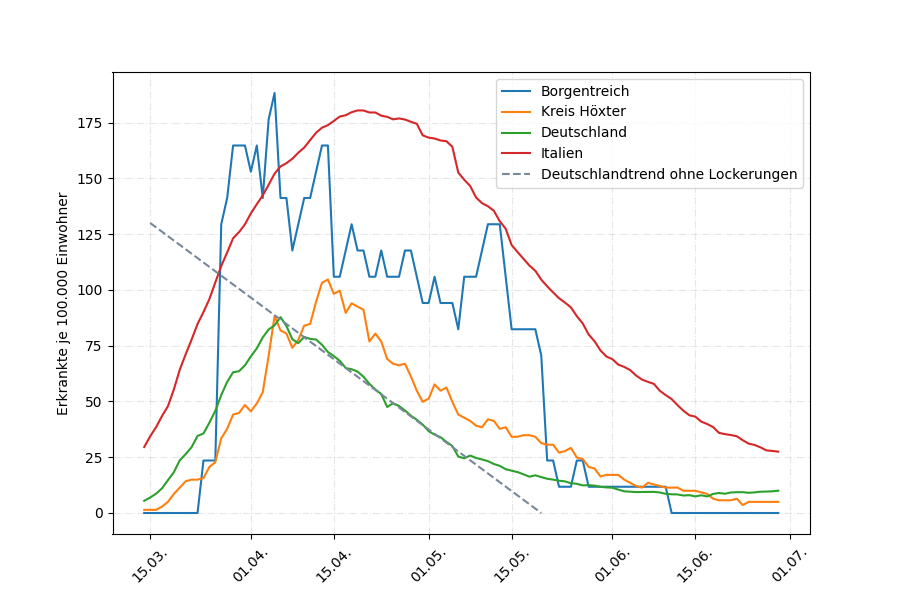 Borgentreich
Kreis Höxter
Deutschland
Italien
Deutschlandtrend ohne Lockerungen
Erkrankte je 100.000 Einwohner
175
150
125
100
75
50
25
0
15.03.
01.04.
15.04.
01.05.
15.05.
01.06.
15.06.
01.07.